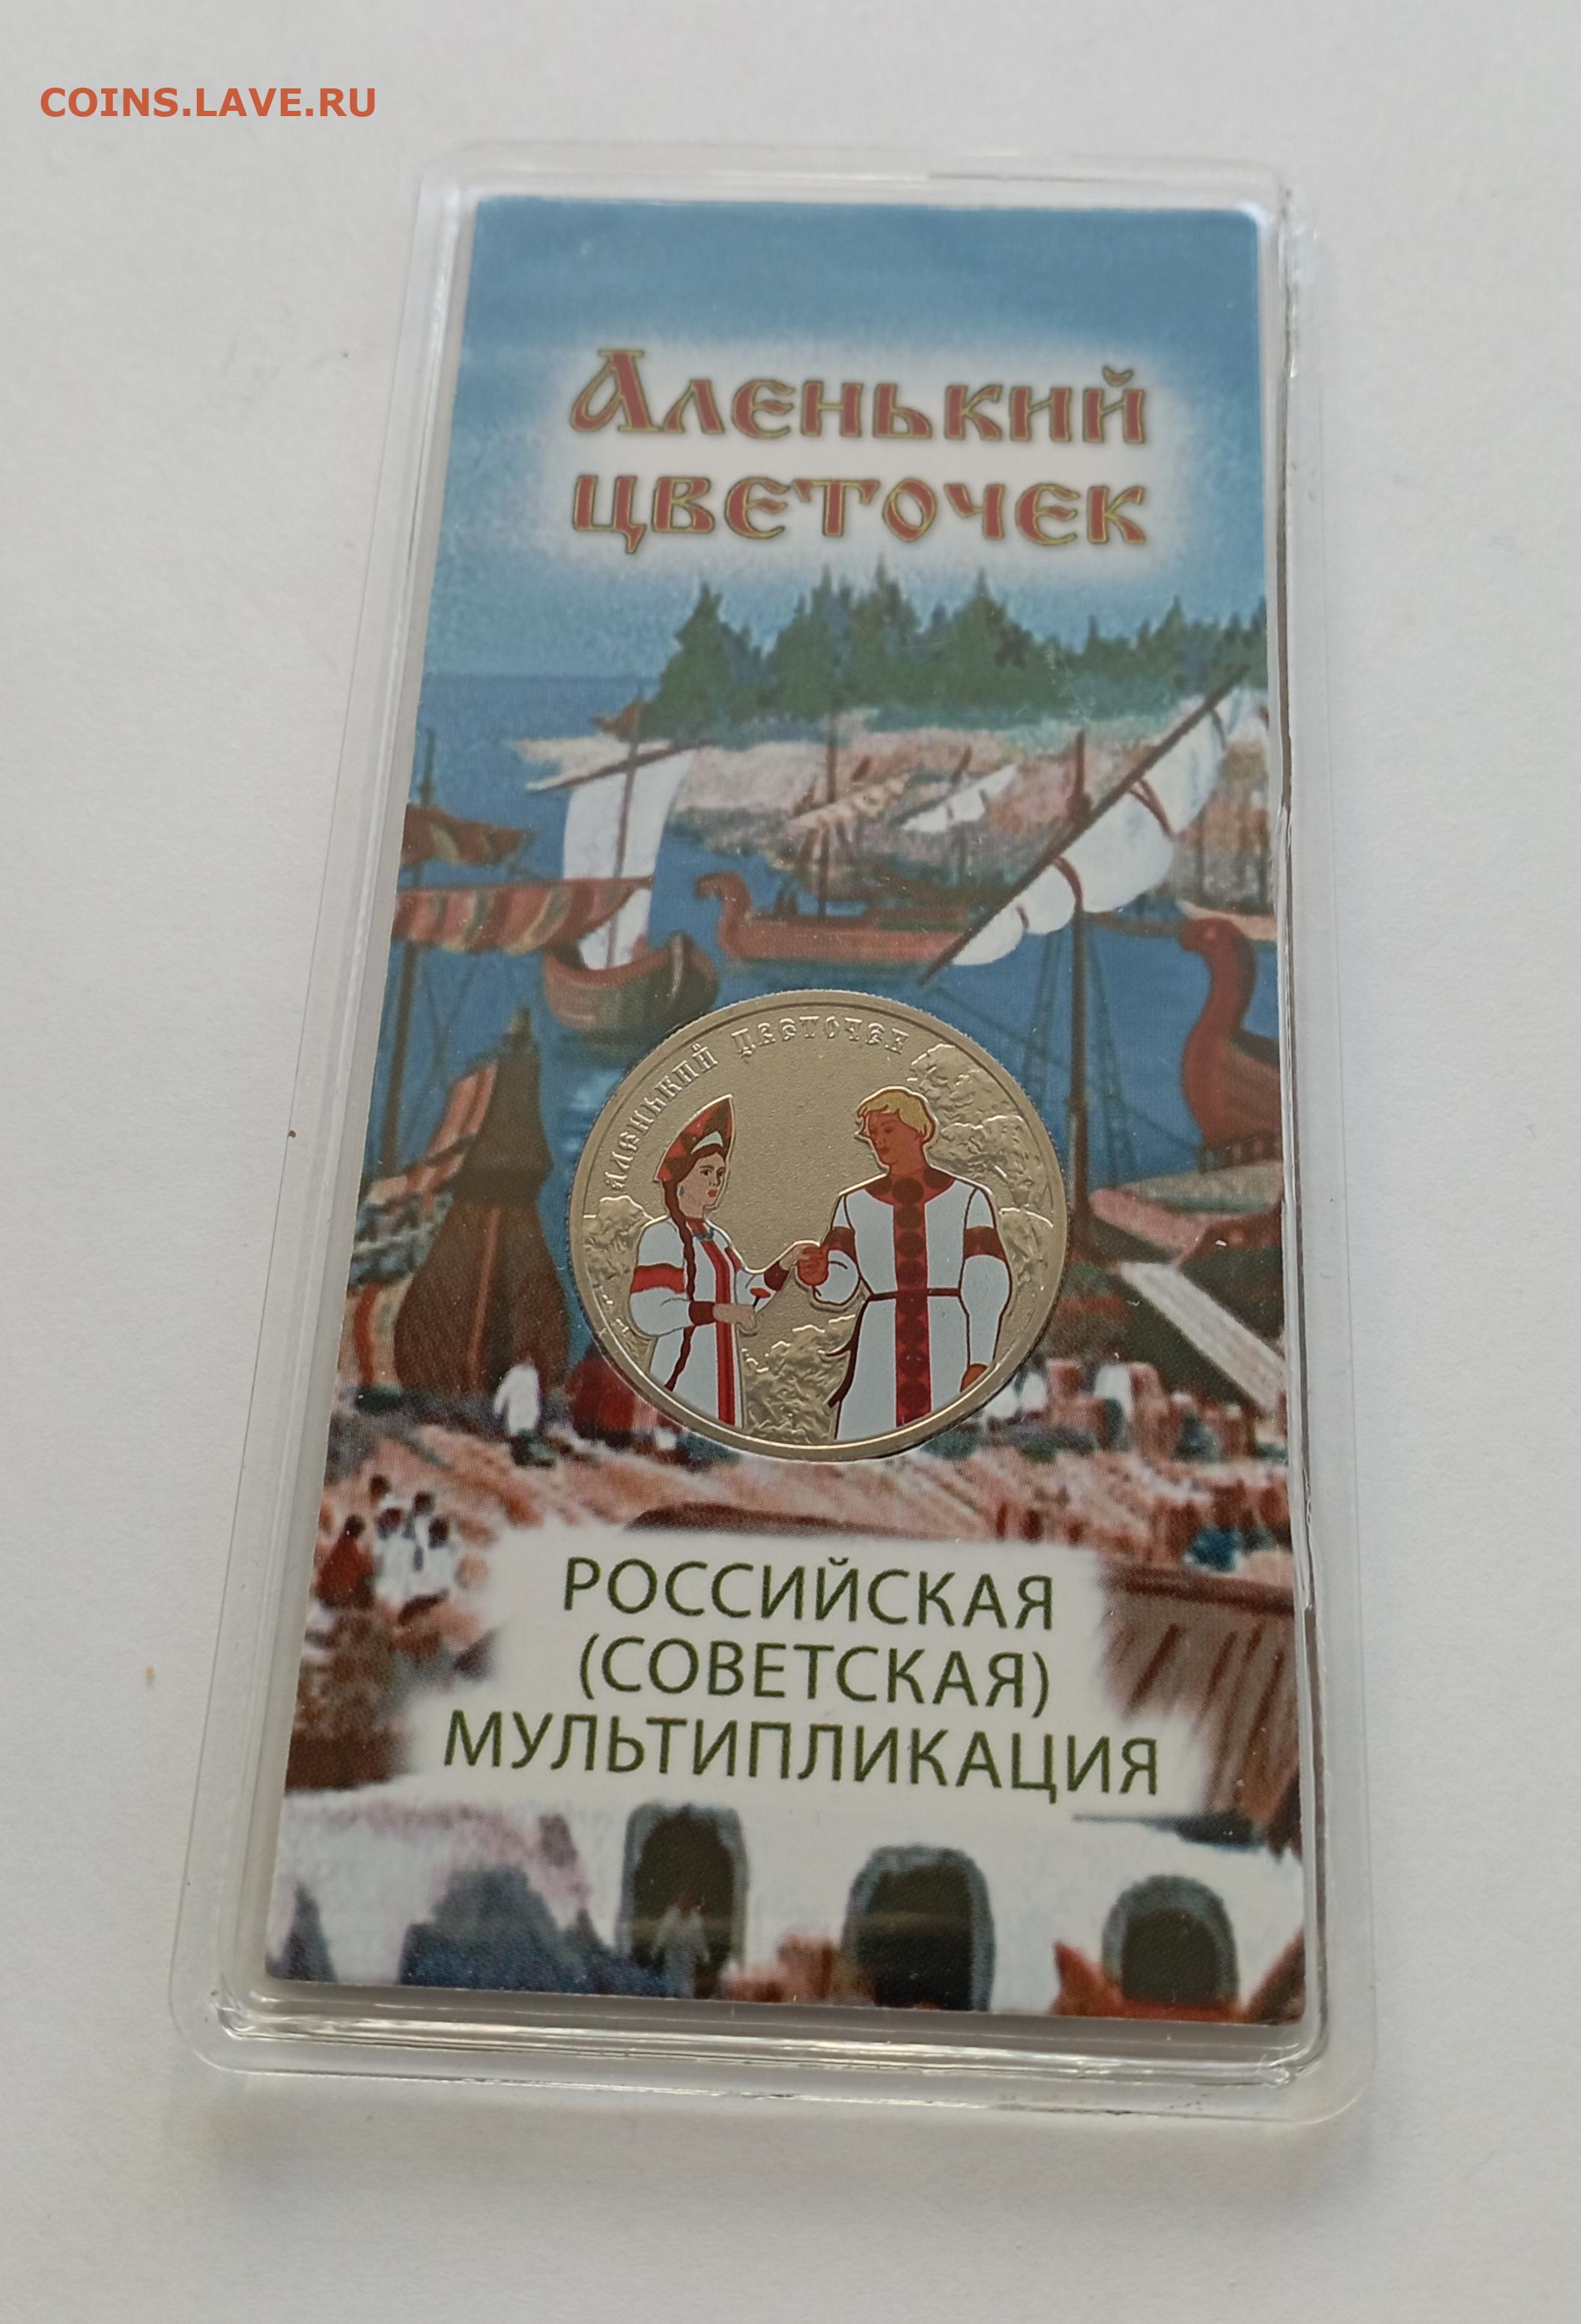 COINS.LAVE.RU
Аленький
цветочек
АЛЕНЬКИЙ ЦВЕТОЧЕК
РОССИЙСКАЯ
(СОВЕТСКАЯ)
МУЛЬТИПЛИКАЦИЯ